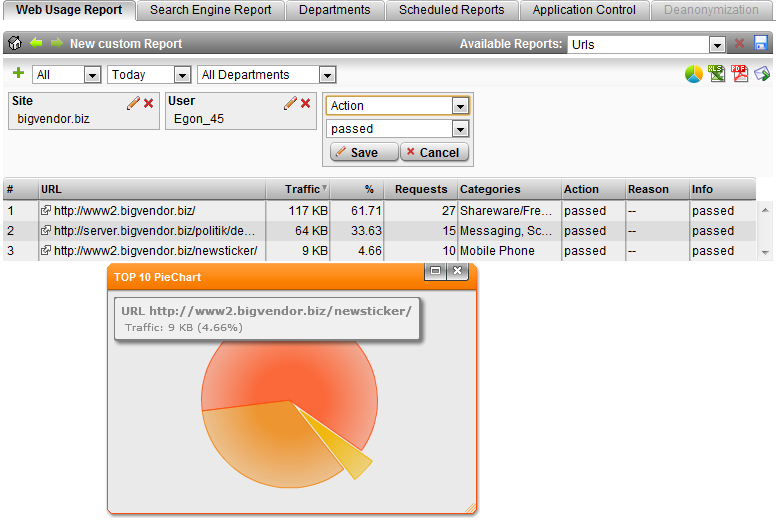 Web Usage Report Search Engine Report Departments Scheduled Reports Application Control Deanonymization
New custom Report Available Reports: Urls
All Today All Departments XLS PDF
Site User Action
bigvendor.biz Egon_45 passed
Save Cancel
# URL Traffic % Requests Categories Action Reason Info
1 http://www2.bigvendor.biz/ 117 KB 61.71 27 Shareware/Fre... passed -- passed
2 http://server.bigvendor.biz/politik/de... 64 KB 33.63 15 Messaging, Sc... passed -- passed
3 http://www2.bigvendor.biz/newsticker/ 9 KB 4.66 10 Mobile Phone passed -- passed
TOP 10 PieChart
URL http://www2.bigvendor.biz/newsticker/
Traffic: 9 KB (4.66%)